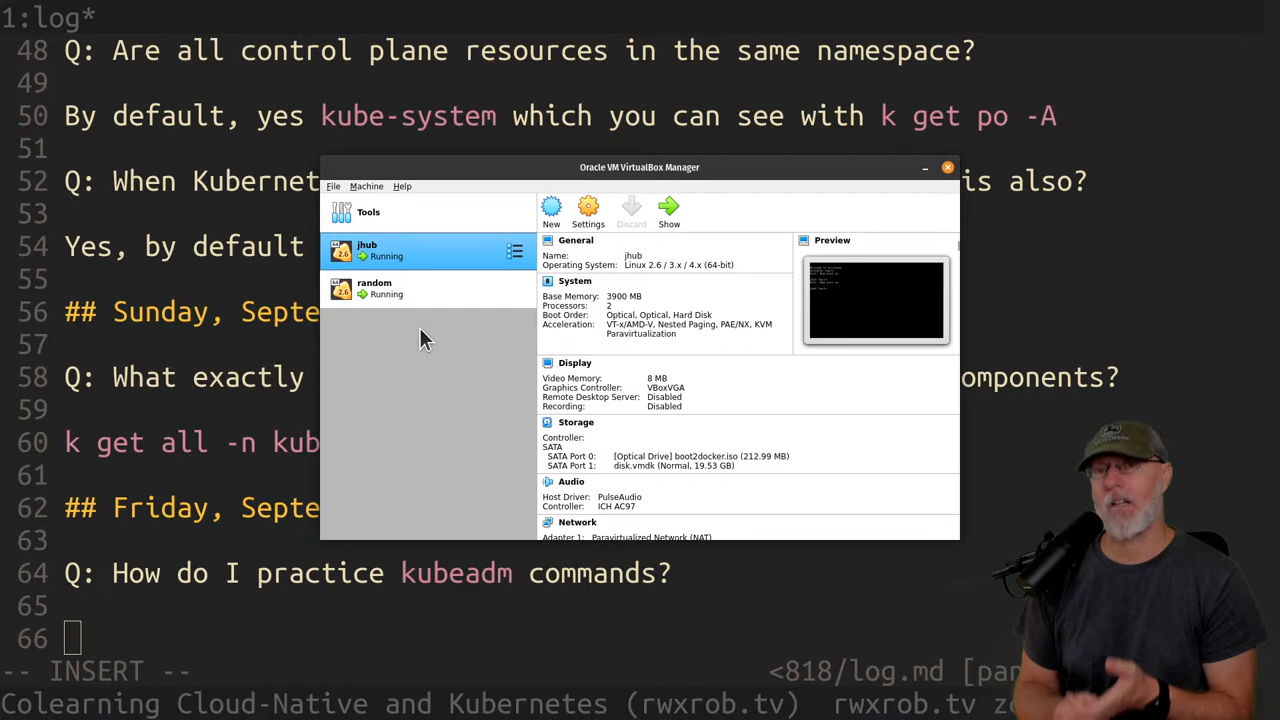 1:log*
48 Q: Are all control plane resources in the same namespace?
49
50 By default, yes kube-system which you can see with k get po -A
51
52 Q: When Kubernet
is also?
53
54 Yes, by default
55
56 ## Sunday, Septe
57
58 Q: What exactly
omponents?
59
60 k get all -n kub
61
62 ## Friday, Septe
63
64 Q: How do I practice kubeadm commands?
65
66
-- INSERT --
<818/log.md [pan
Colearning Cloud-Native and Kubernetes (rwxrob.tv) rwxrob.tv
Oracle VM VirtualBox Manager
File Machine Help
Tools
jhub
Running
random
Running
New Settings Discard Show
General
Name: jhub
Operating System: Linux 2.6 / 3.x / 4.x (64-bit)
Preview
System
Base Memory: 3900 MB
Processors: 2
Boot Order: Optical, Optical, Hard Disk
Acceleration: VT-x/AMD-V, Nested Paging, PAE/NX, KVM
Paravirtualization
Display
Video Memory: 8 MB
Graphics Controller: VBoxVGA
Remote Desktop Server: Disabled
Recording: Disabled
Storage
Controller:
SATA
SATA Port 0: [Optical Drive] boot2docker.iso (212.99 MB)
SATA Port 1: disk.vmdk (Normal, 19.53 GB)
Audio
Host Driver: PulseAudio
Controller: ICH AC97
Network
Adapter 1: Paravirtualized Network (NAT)